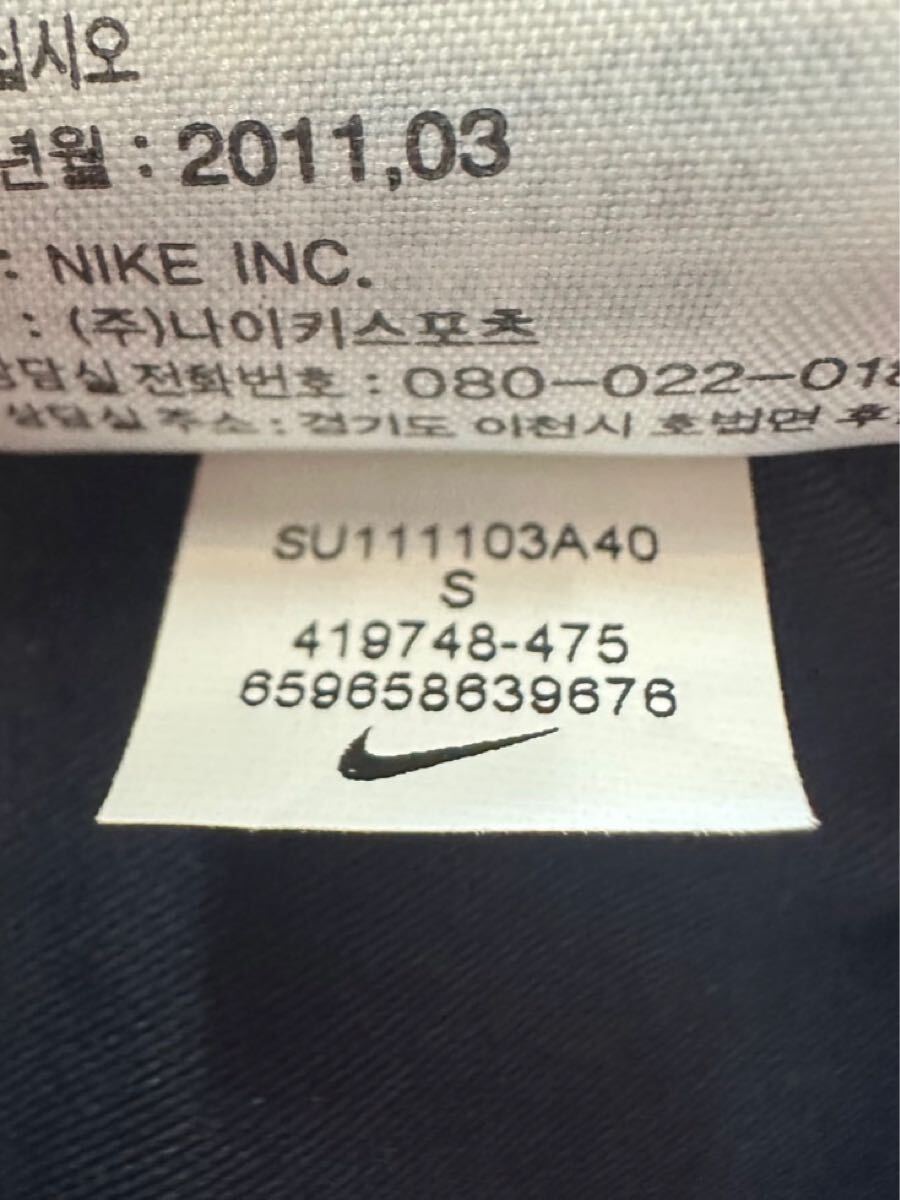 십시오
년월 : 2011,03
: NIKE INC.
: (주)나이키스포츠
상담실 전화번호 : 080-022-018
상담실 주소 : 경기도 이천시 호법면 후
SU111103A40
S
419748-475
659658639676